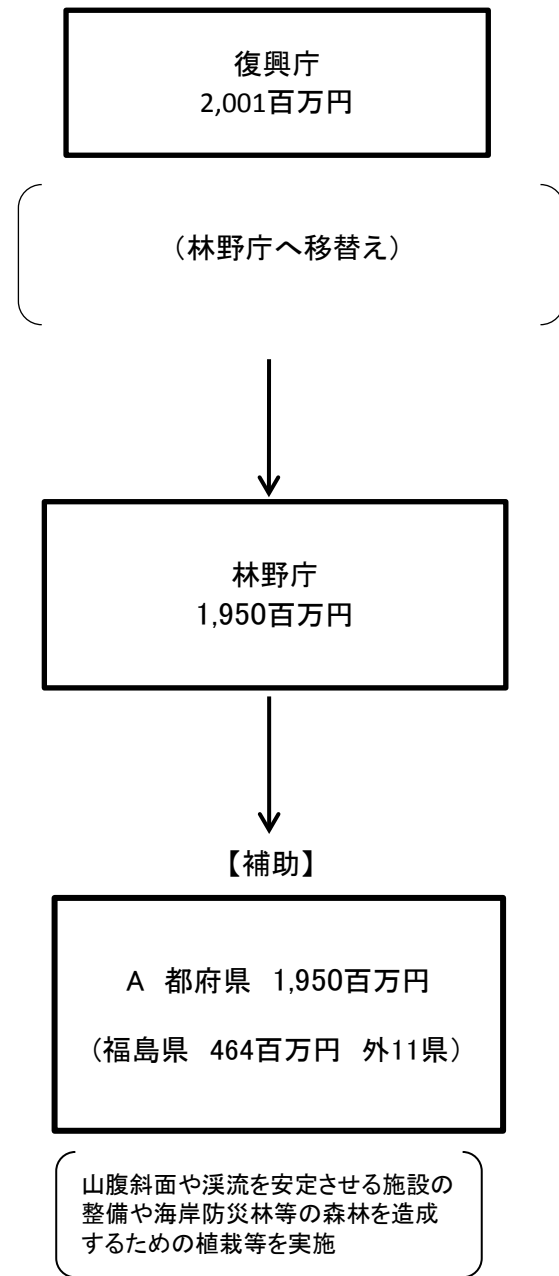 復興庁
2,001百万円
（林野庁へ移替え）
林野庁
1,950百万円
【補助】
A　都府県　1,950百万円
（福島県　464百万円　外11県）
山腹斜面や渓流を安定させる施設の
整備や海岸防災林等の森林を造成
するための植栽等を実施